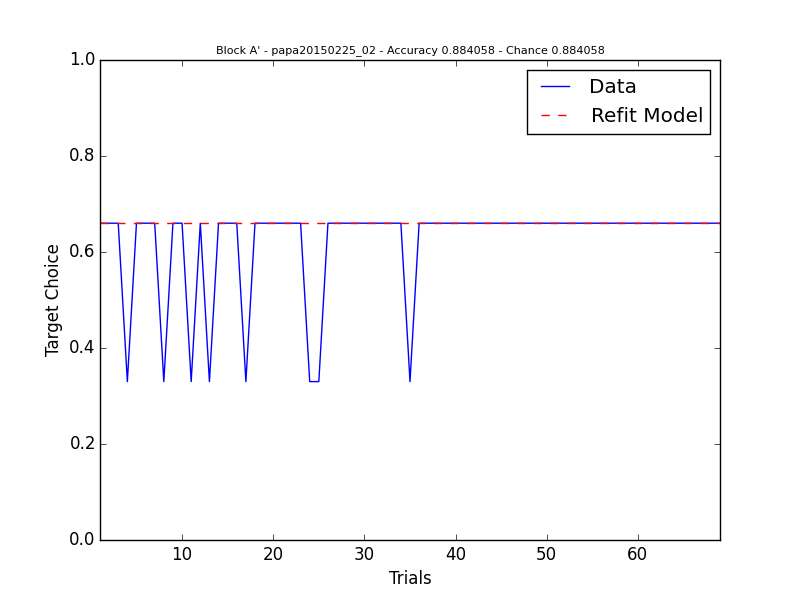 Block A' - papa20150225_02 - Accuracy 0.884058 - Chance 0.884058
1.0
0.8
0.6
0.4
0.2
0.0
Target Choice
Data
Refit Model
10 20 30 40 50 60
Trials